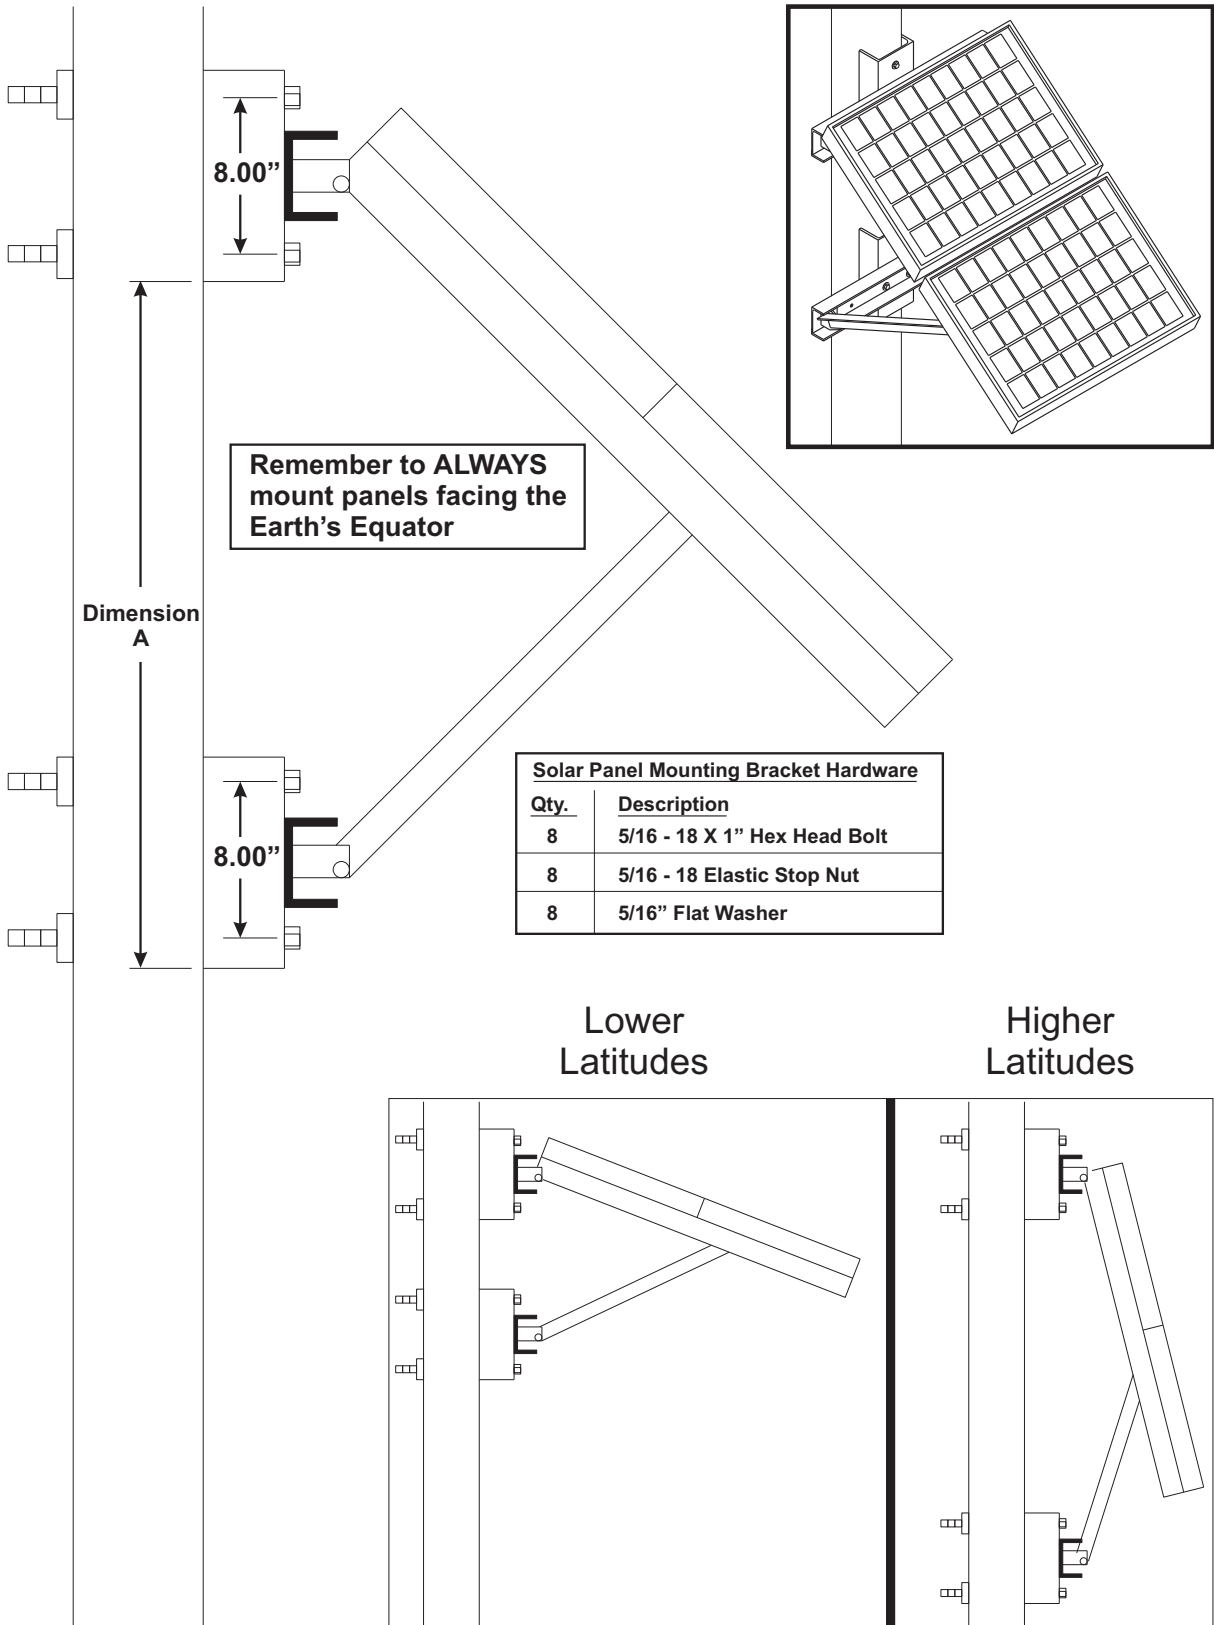 8.00”
Remember to ALWAYS
mount panels facing the
Earth’s Equator
Dimension
A
8.00”
Solar Panel Mounting Bracket Hardware
Qty. Description
8 5/16 - 18 X 1” Hex Head Bolt
8 5/16 - 18 Elastic Stop Nut
8 5/16” Flat Washer
Lower
Latitudes
Higher
Latitudes